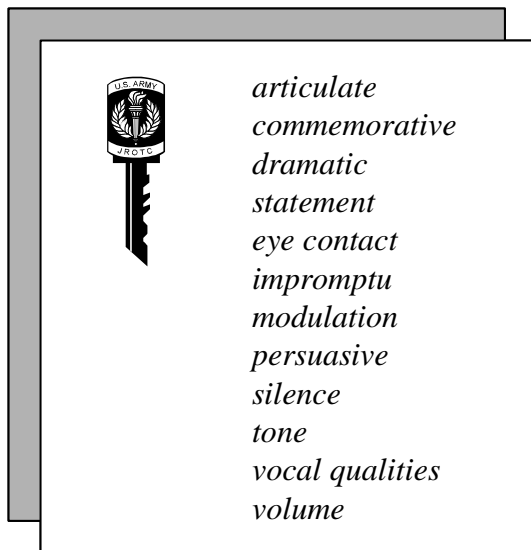 U.S. ARMY
JROTC
articulate
commemorative
dramatic
statement
eye contact
impromptu
modulation
persuasive
silence
tone
vocal qualities
volume